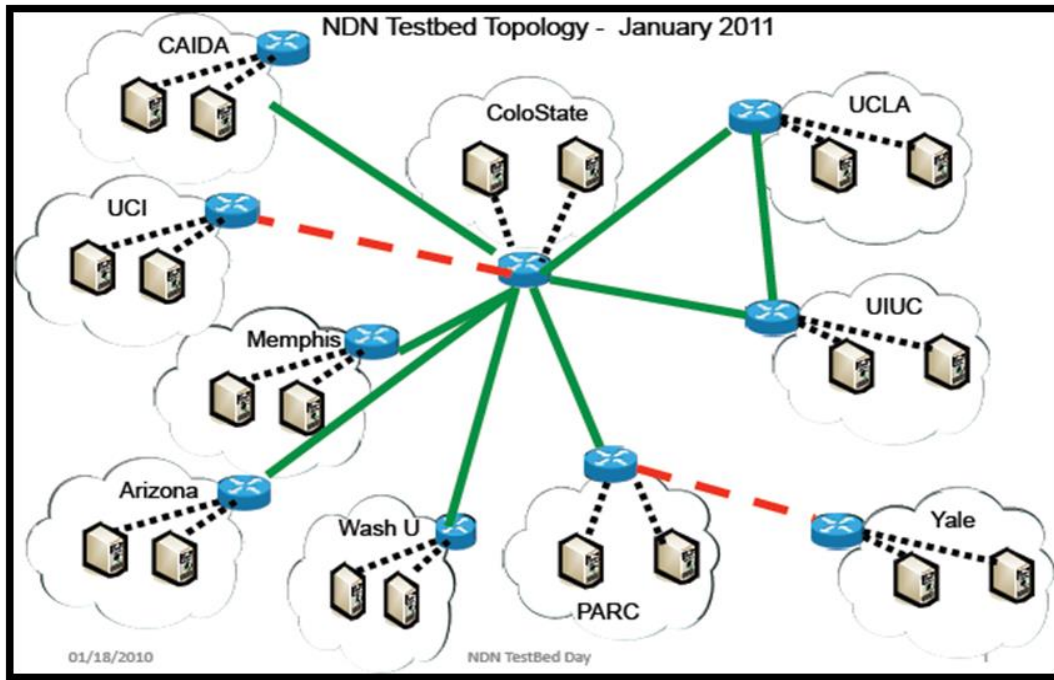 NDN Testbed Topology - January 2011
CAIDA
ColoState
UCLA
UCI
UIUC
Memphis
Arizona
Wash U
PARC
Yale
01/18/2010
NDN TestBed Day
1